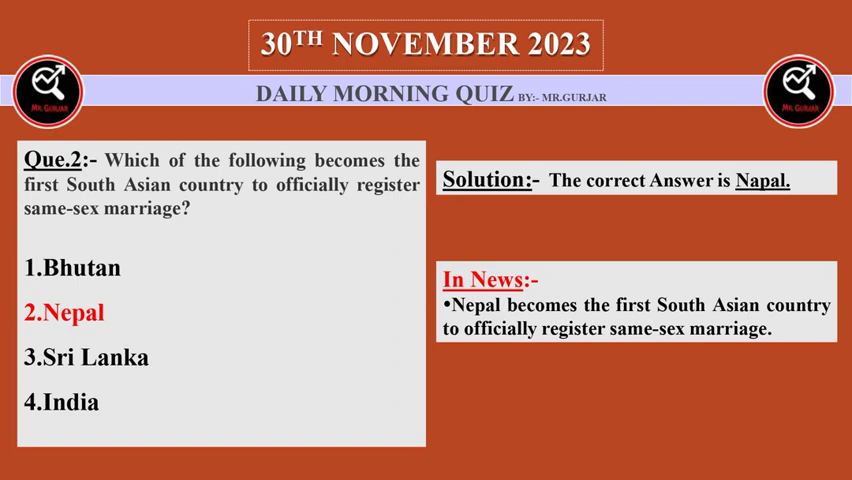 30TH NOVEMBER 2023
MR. GURJAR
DAILY MORNING QUIZ BY:- MR.GURJAR
MR. GURJAR
Que.2:- Which of the following becomes the
first South Asian country to officially register
same-sex marriage?
1.Bhutan
2.Nepal
3.Sri Lanka
4.India
Solution:- The correct Answer is Napal.
In News:-
•Nepal becomes the first South Asian country
to officially register same-sex marriage.